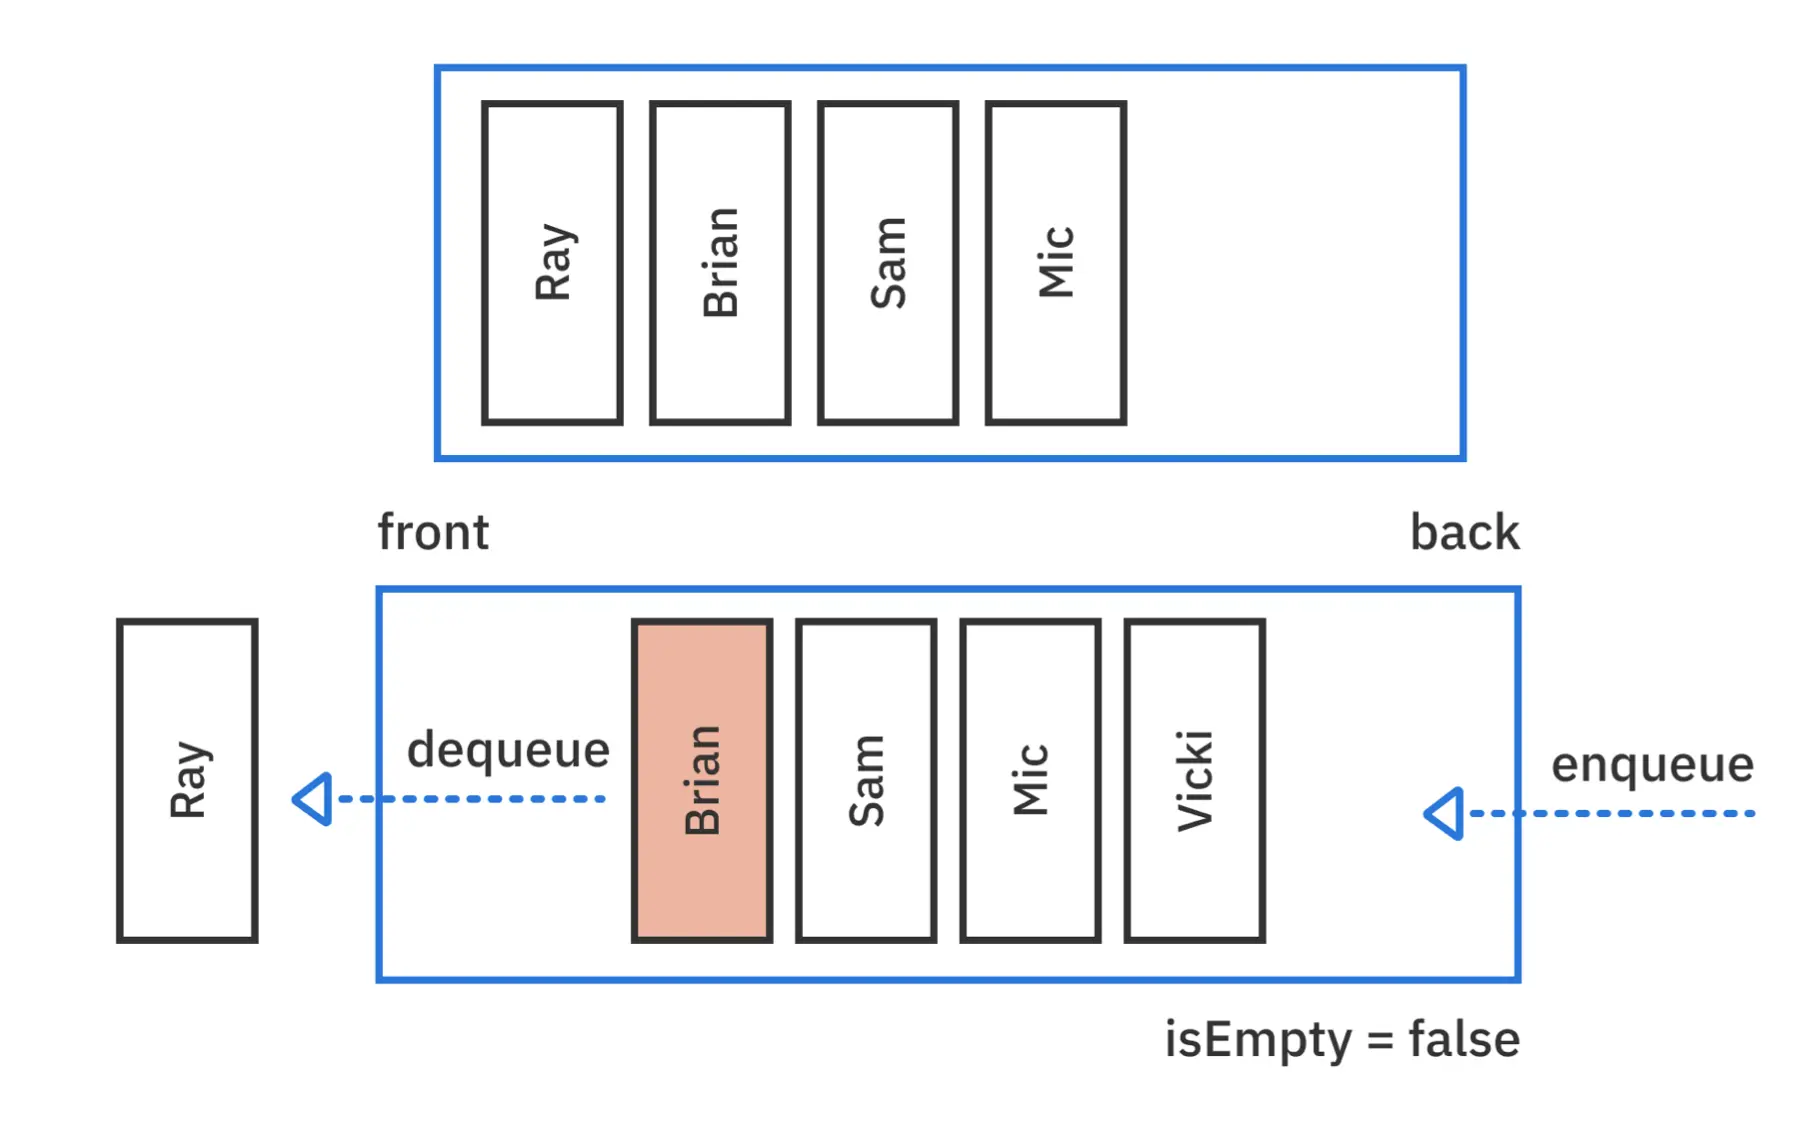 Ray
Brian
Sam
Mic
front
back
Ray
dequeue
Brian
Sam
Mic
Vicki
enqueue
isEmpty = false